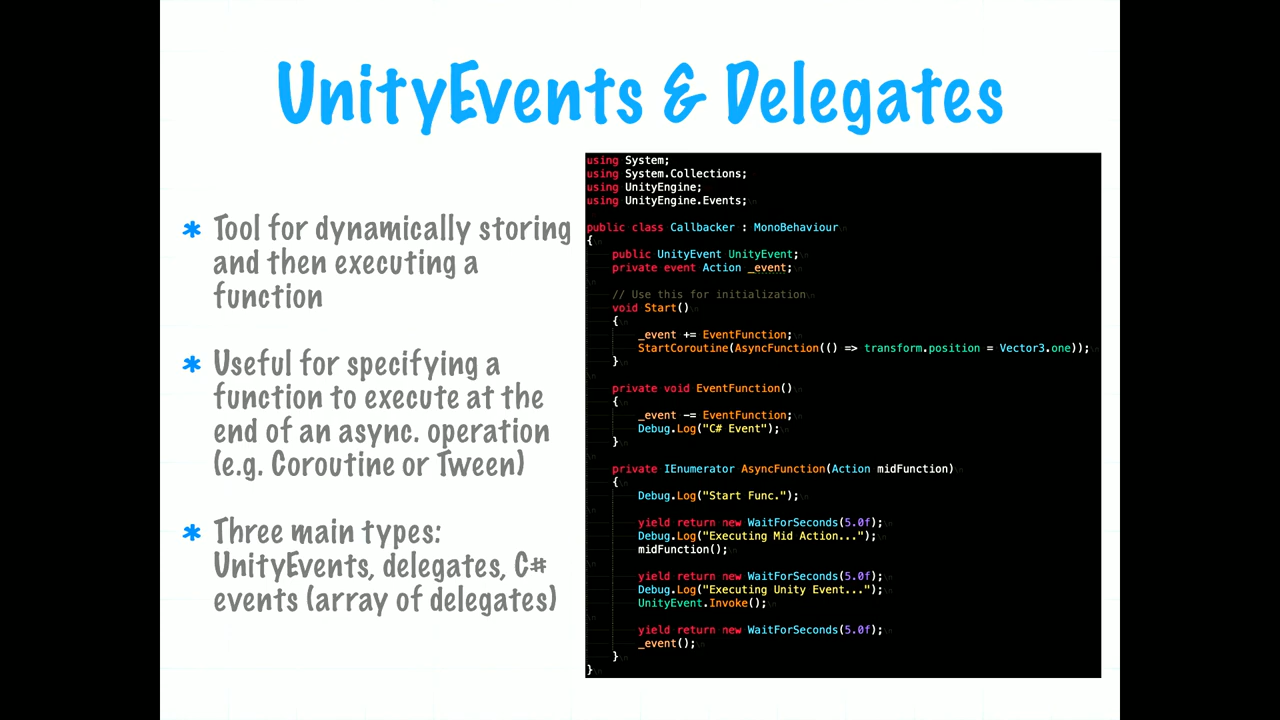 UnityEvents & Delegates
* Tool for dynamically storing
and then executing a
function
* Useful for specifying a
function to execute at the
end of an async. operation
(e.g. Coroutine or Tween)
* Three main types:
UnityEvents, delegates, C#
events (array of delegates)
using System;
using System.Collections;
using UnityEngine;
using UnityEngine.Events;\n
public class Callbacker : MonoBehaviour\n
{\n
public UnityEvent UnityEvent;\n
private event Action _event;\n
\n
// Use this for initialization\n
void Start()\n
{\n
_event += EventFunction;\n
StartCoroutine(AsyncFunction(() => transform.position = Vector3.one));\n
}\n
\n
private void EventFunction()\n
{\n
_event -= EventFunction;\n
Debug.Log("C# Event");\n
}\n
\n
private IEnumerator AsyncFunction(Action midFunction)\n
{\n
Debug.Log("Start Func.");\n
\n
yield return new WaitForSeconds(5.0f);\n
Debug.Log("Executing Mid Action...");\n
midFunction();\n
\n
yield return new WaitForSeconds(5.0f);\n
Debug.Log("Executing Unity Event...");\n
UnityEvent.Invoke();\n
\n
yield return new WaitForSeconds(5.0f);\n
_event();\n
}\n
}\n